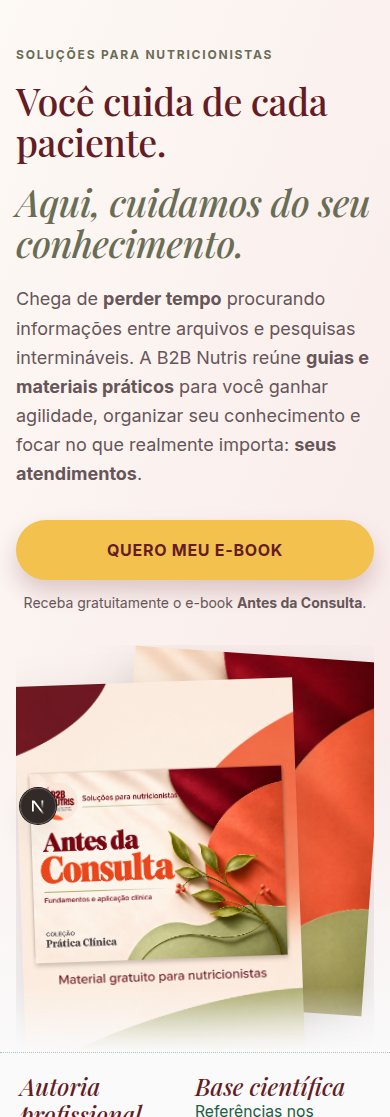 SOLUÇÕES PARA NUTRICIONISTAS
Você cuida de cada
paciente.
Aqui, cuidamos do seu
conhecimento.
Chega de perder tempo procurando
informações entre arquivos e pesquisas
intermináveis. A B2B Nutris reúne guias e
materiais práticos para você ganhar
agilidade, organizar seu conhecimento e
focar no que realmente importa: seus
atendimentos.
QUERO MEU E-BOOK
Receba gratuitamente o e-book Antes da Consulta.
N
Soluções para nutricionistas
Antes da
Consulta
Fundamentos e aplicação clínica
COLEÇÃO
Prática Clínica
Material gratuito para nutricionistas
Autoria
profissional
Base científica
Referências nos